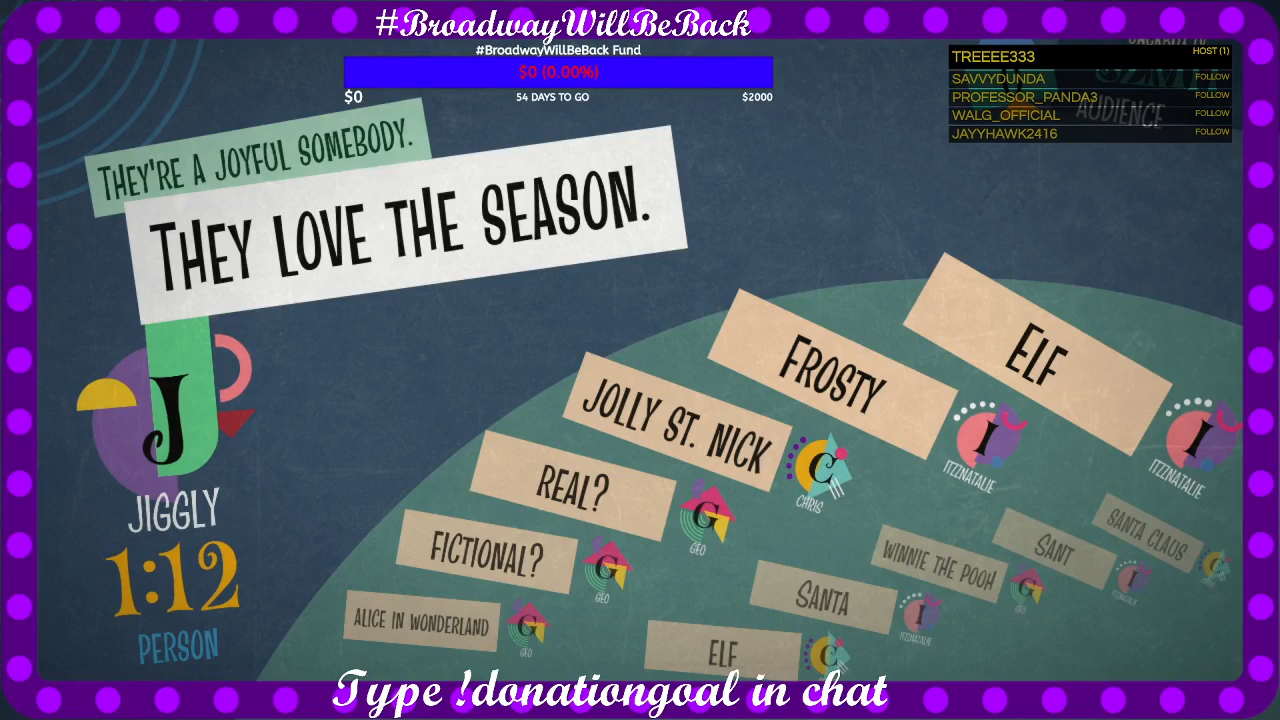 #BroadwayWillBeBack
#BroadwayWillBeBack Fund
$0 (0.00%)
$0
54 DAYS TO GO
$2000
TREEEE333
HOST (1)
SAVVYDUNDA
FOLLOW
PROFESSOR_PANDA3
FOLLOW
WALG_OFFICIAL
FOLLOW
JAYYHAWK2416
FOLLOW
AUDIENCE
THEY'RE A JOYFUL SOMEBODY.
THEY LOVE THE SEASON.
J
JIGGLY
1:12
PERSON
ELF
I
ITZNATALIE
FROSTY
I
ITZNATALIE
JOLLY ST. NICK
C
CHRIS
REAL?
G
GEO
FICTIONAL?
G
GEO
ALICE IN WONDERLAND
G
GEO
SANTA CLAUS
C
SANT
I
ITZNATALIE
WINNIE THE POOH
G
GEO
SANTA
I
ITZNATALIE
ELF
C
Type !donationgoal in chat